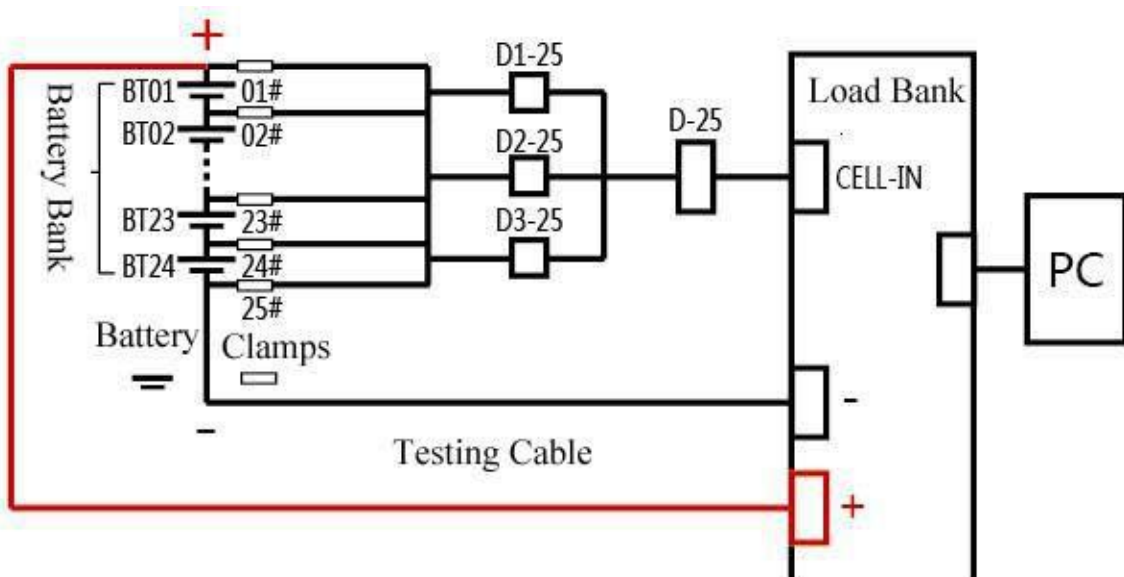 +
BT01
BT02
BT23
BT24
Battery Bank
01#
02#
23#
24#
25#
Battery
Clamps
-
D1-25
D2-25
D3-25
D-25
Load Bank
CELL-IN
PC
-
+
Testing Cable